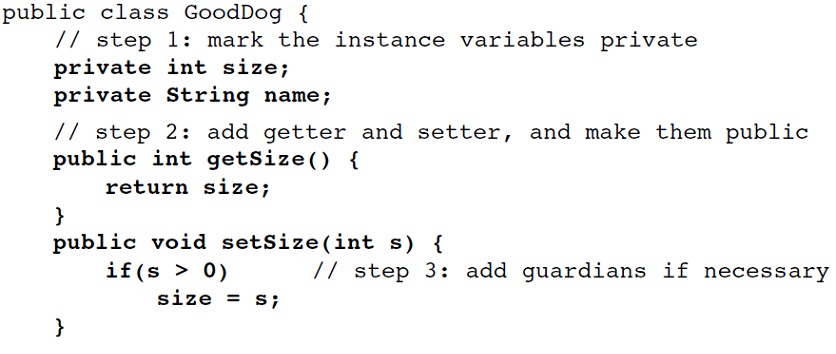 public class GoodDog {
// step 1: mark the instance variables private
private int size;
private String name;
// step 2: add getter and setter, and make them public
public int getSize() {
return size;
}
public void setSize(int s) {
if(s > 0) // step 3: add guardians if necessary
size = s;
}